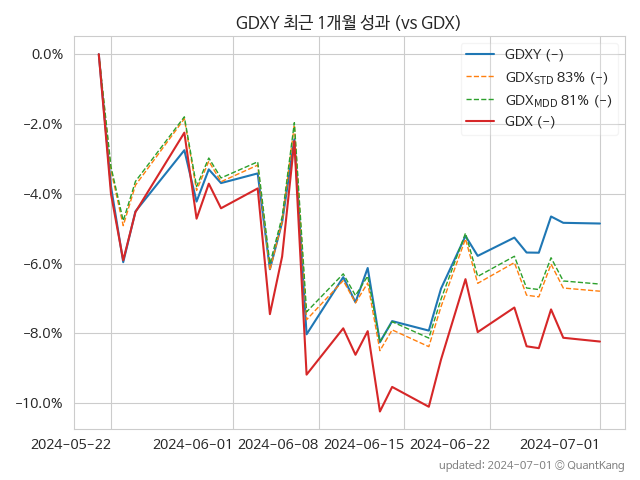 GDXY 최근 1개월 성과 (vs GDX)
GDXY (-)
GDX_STD 83% (-)
GDX_MDD 81% (-)
GDX (-)
0.0%
-2.0%
-4.0%
-6.0%
-8.0%
-10.0%
2024-05-22 2024-06-01 2024-06-08 2024-06-15 2024-06-22 2024-07-01
updated: 2024-07-01 © QuantKang